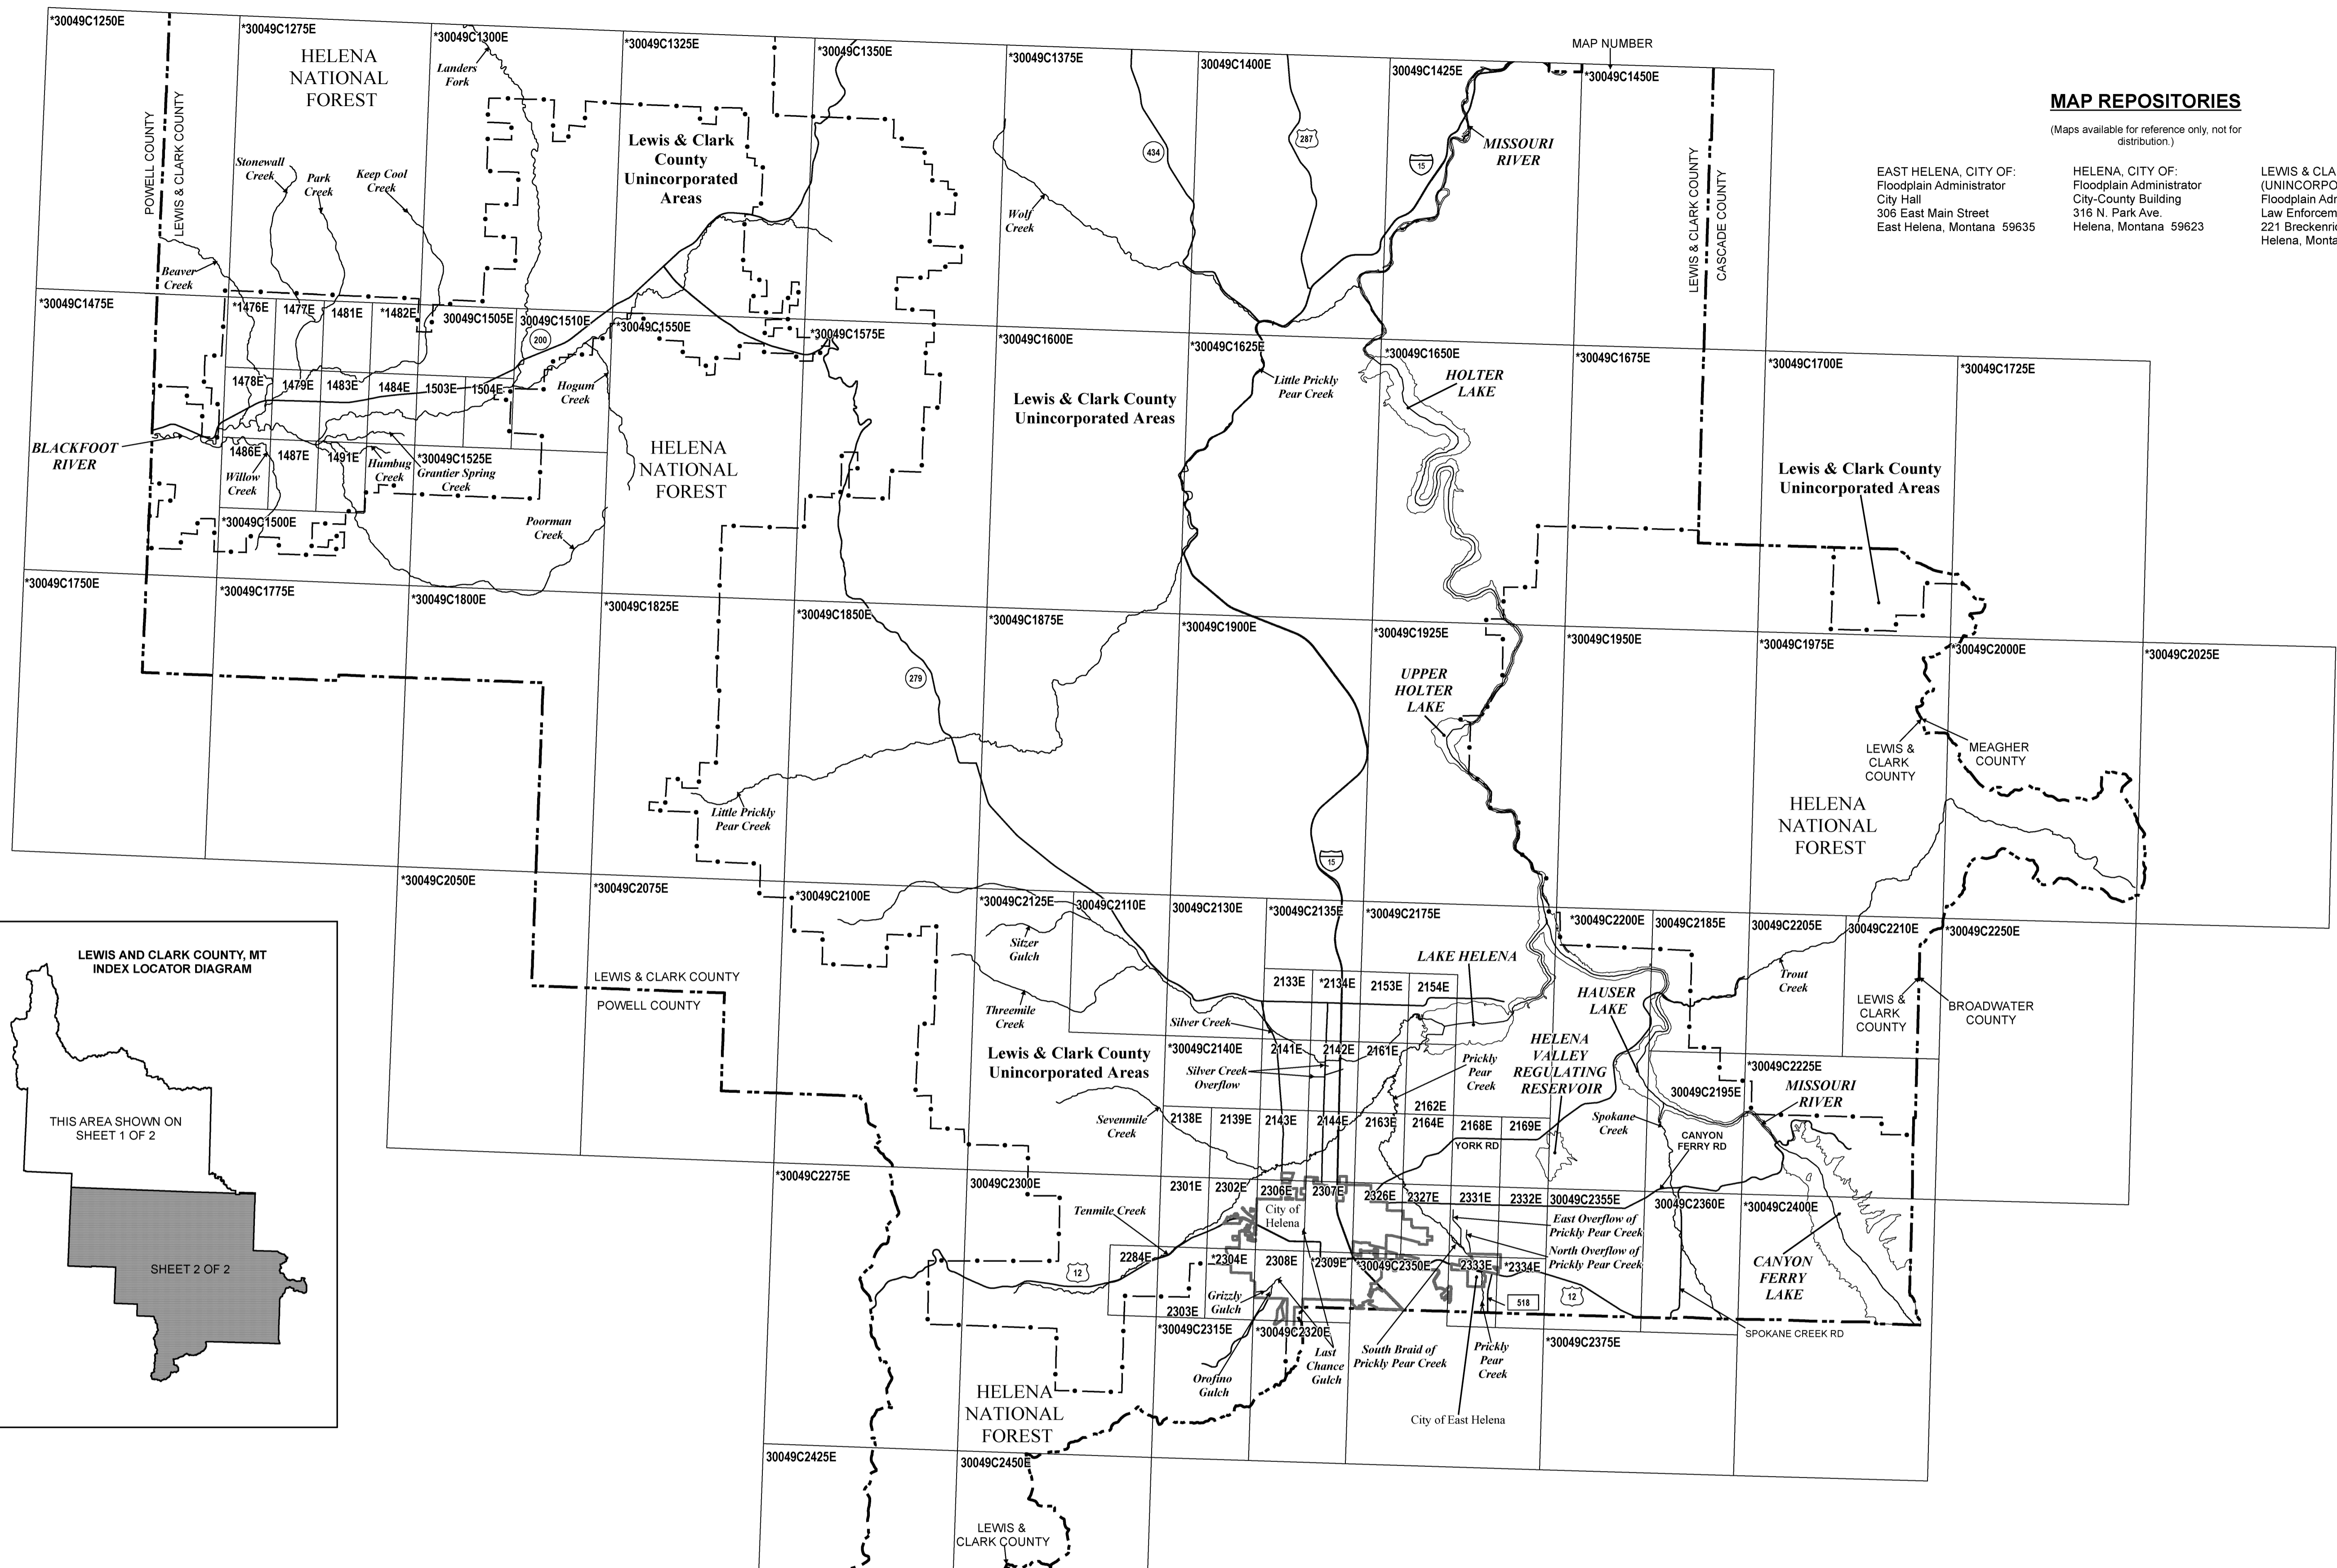 *30049C1250E
*30049C1275E
*30049C1300E
*30049C1325E
*30049C1350E
*30049C1375E
30049C1400E
30049C1425E
MAP NUMBER
*30049C1450E
HELENA
NATIONAL
FOREST
Landers
Fork
Lewis & Clark
County
Unincorporated
Areas
POWELL COUNTY
LEWIS & CLARK COUNTY
Stonewall
Creek
Park
Creek
Keep Cool
Creek
Beaver
Creek
Wolf
Creek
434
287
15
MISSOURI
RIVER
LEWIS & CLARK COUNTY
CASCADE COUNTY
MAP REPOSITORIES
(Maps available for reference only, not for
distribution.)
EAST HELENA, CITY OF:
Floodplain Administrator
City Hall
306 East Main Street
East Helena, Montana 59635
HELENA, CITY OF:
Floodplain Administrator
City-County Building
316 N. Park Ave.
Helena, Montana 59623
LEWIS & CLA
(UNINCORPO
Floodplain Adr
Law Enforcem
221 Breckenri
Helena, Monta
*30049C1475E
*1476E
1477E
1481E
*1482E
30049C1505E
30049C1510E
*30049C1550E
*30049C1575E
*30049C1600E
*30049C1625E
*30049C1650E
*30049C1675E
*30049C1700E
*30049C1725E
200
1478E
1479E
1483E
1484E
1503E
1504E
Hogum
Creek
Little Prickly
Pear Creek
HOLTER
LAKE
Lewis & Clark County
Unincorporated Areas
BLACKFOOT
RIVER
1486E
1487E
1491E
Willow
Creek
Humbug
Creek
*30049C1525E
Grantier Spring
Creek
HELENA
NATIONAL
FOREST
Lewis & Clark County
Unincorporated Areas
*30049C1500E
Poorman
Creek
*30049C1750E
*30049C1775E
*30049C1800E
*30049C1825E
*30049C1850E
*30049C1875E
*30049C1900E
*30049C1925E
*30049C1950E
*30049C1975E
*30049C2000E
*30049C2025E
279
UPPER
HOLTER
LAKE
LEWIS &
CLARK
COUNTY
MEAGHER
COUNTY
Little Prickly
Pear Creek
HELENA
NATIONAL
FOREST
15
*30049C2050E
*30049C2075E
*30049C2100E
*30049C2125E
30049C2110E
30049C2130E
*30049C2135E
*30049C2175E
*30049C2200E
30049C2185E
30049C2205E
30049C2210E
*30049C2250E
Sitzer
Gulch
LAKE HELENA
LEWIS & CLARK COUNTY
POWELL COUNTY
2133E
*2134E
2153E
2154E
HAUSER
LAKE
Trout
Creek
LEWIS &
CLARK
COUNTY
BROADWATER
COUNTY
Threemile
Creek
Silver Creek
Lewis & Clark County
Unincorporated Areas
*30049C2140E
2141E
2142E
2161E
Silver Creek
Overflow
Prickly
Pear
Creek
HELENA
VALLEY
REGULATING
RESERVOIR
*30049C2225E
30049C2195E
MISSOURI
RIVER
2162E
Sevenmile
Creek
2138E
2139E
2143E
2144E
2163E
2164E
2168E
2169E
Spokane
Creek
YORK RD
CANYON
FERRY RD
*30049C2275E
30049C2300E
2301E
2302E
2306E
2307E
2326E
2327E
2331E
2332E
30049C2355E
30049C2360E
*30049C2400E
City of
Helena
Tenmile Creek
East Overflow of
Prickly Pear Creek
North Overflow of
Prickly Pear Creek
2284E
*2304E
2308E
*2309E
*30049C2350E
2333E
*2334E
CANYON
FERRY
LAKE
12
Grizzly
Gulch
2303E
518
12
*30049C2315E
*30049C2320E
*30049C2375E
SPOKANE CREEK RD
Last
Chance
Gulch
South Braid of
Prickly Pear Creek
Prickly
Pear
Creek
Orofino
Gulch
City of East Helena
HELENA
NATIONAL
FOREST
30049C2425E
30049C2450E
LEWIS &
CLARK COUNTY
LEWIS AND CLARK COUNTY, MT
INDEX LOCATOR DIAGRAM
THIS AREA SHOWN ON
SHEET 1 OF 2
SHEET 2 OF 2